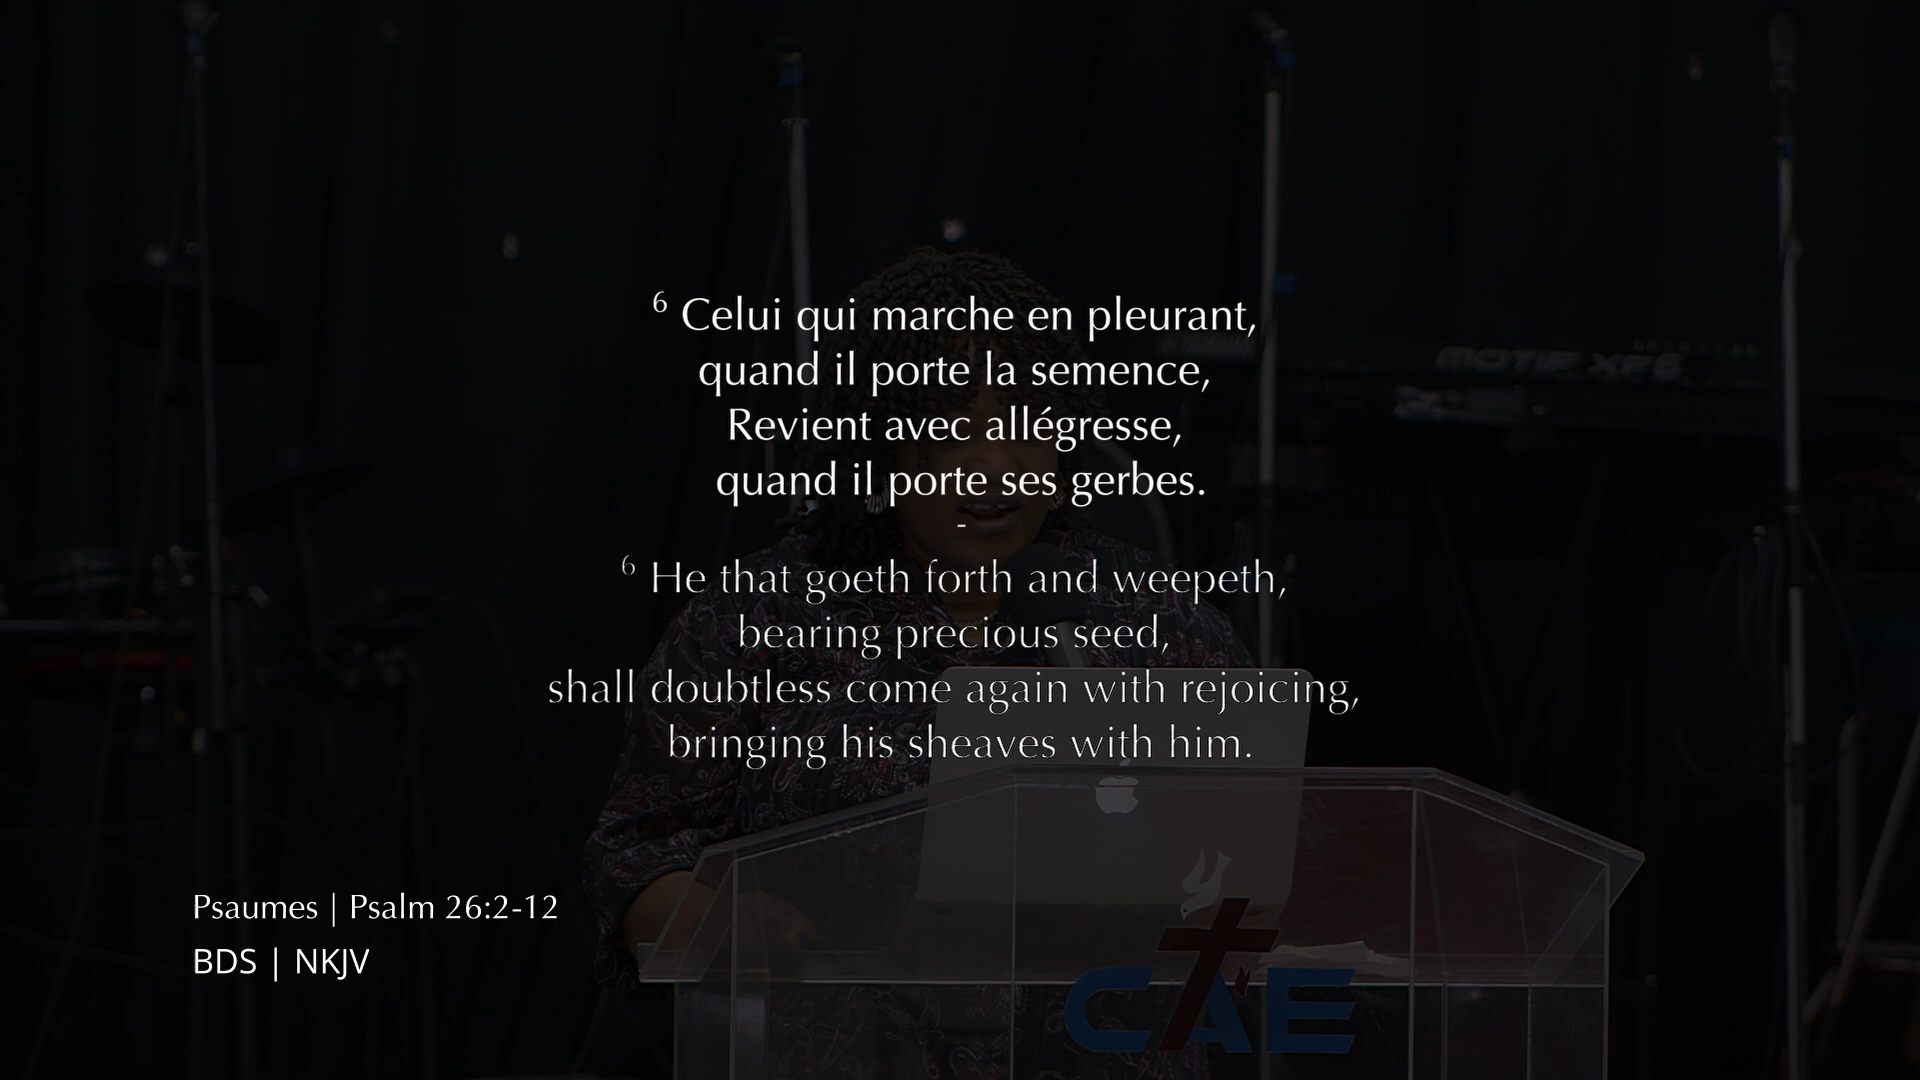 6 Celui qui marche en pleurant,
quand il porte la semence,
Revient avec allégresse,
quand il porte ses gerbes.
-
6 He that goeth forth and weepeth,
bearing precious seed,
shall doubtless come again with rejoicing,
bringing his sheaves with him.
MOTIF XF6
Psaumes | Psalm 26:2-12
BDS | NKJV
CAE